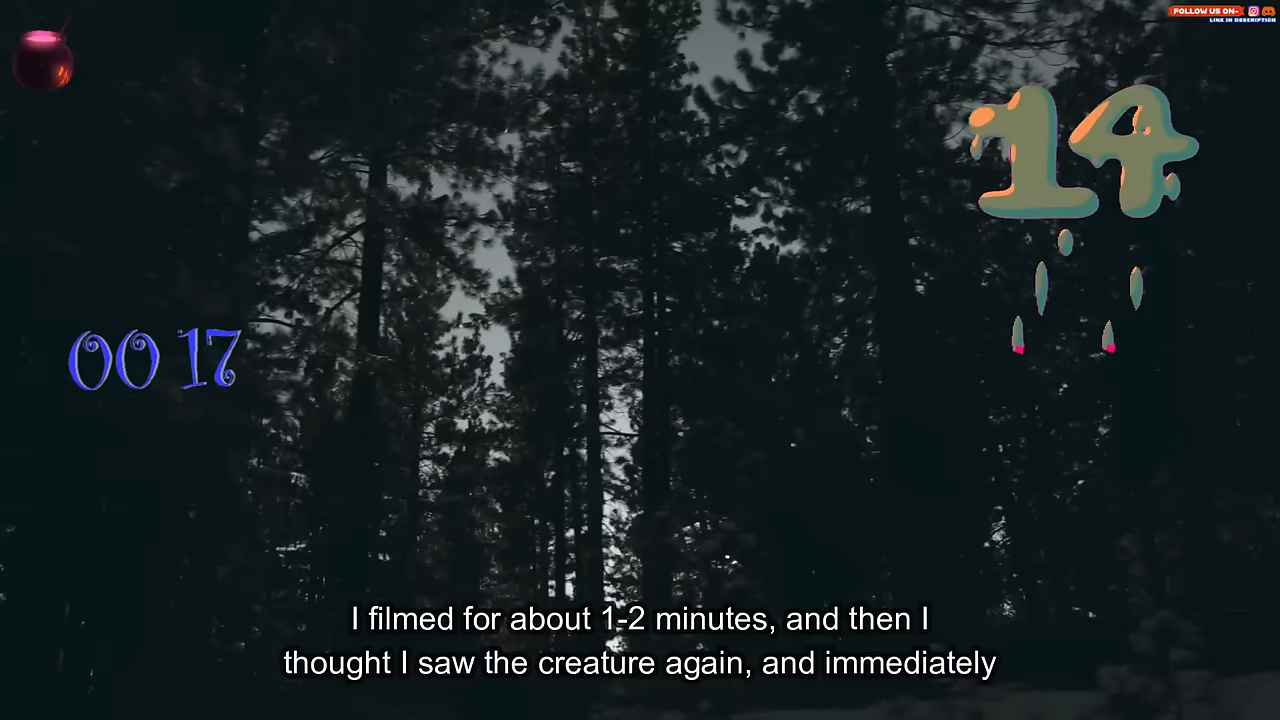 FOLLOW US ON-
LINK IN DESCRIPTION
14
00 17
I filmed for about 1-2 minutes, and then I
thought I saw the creature again, and immediately